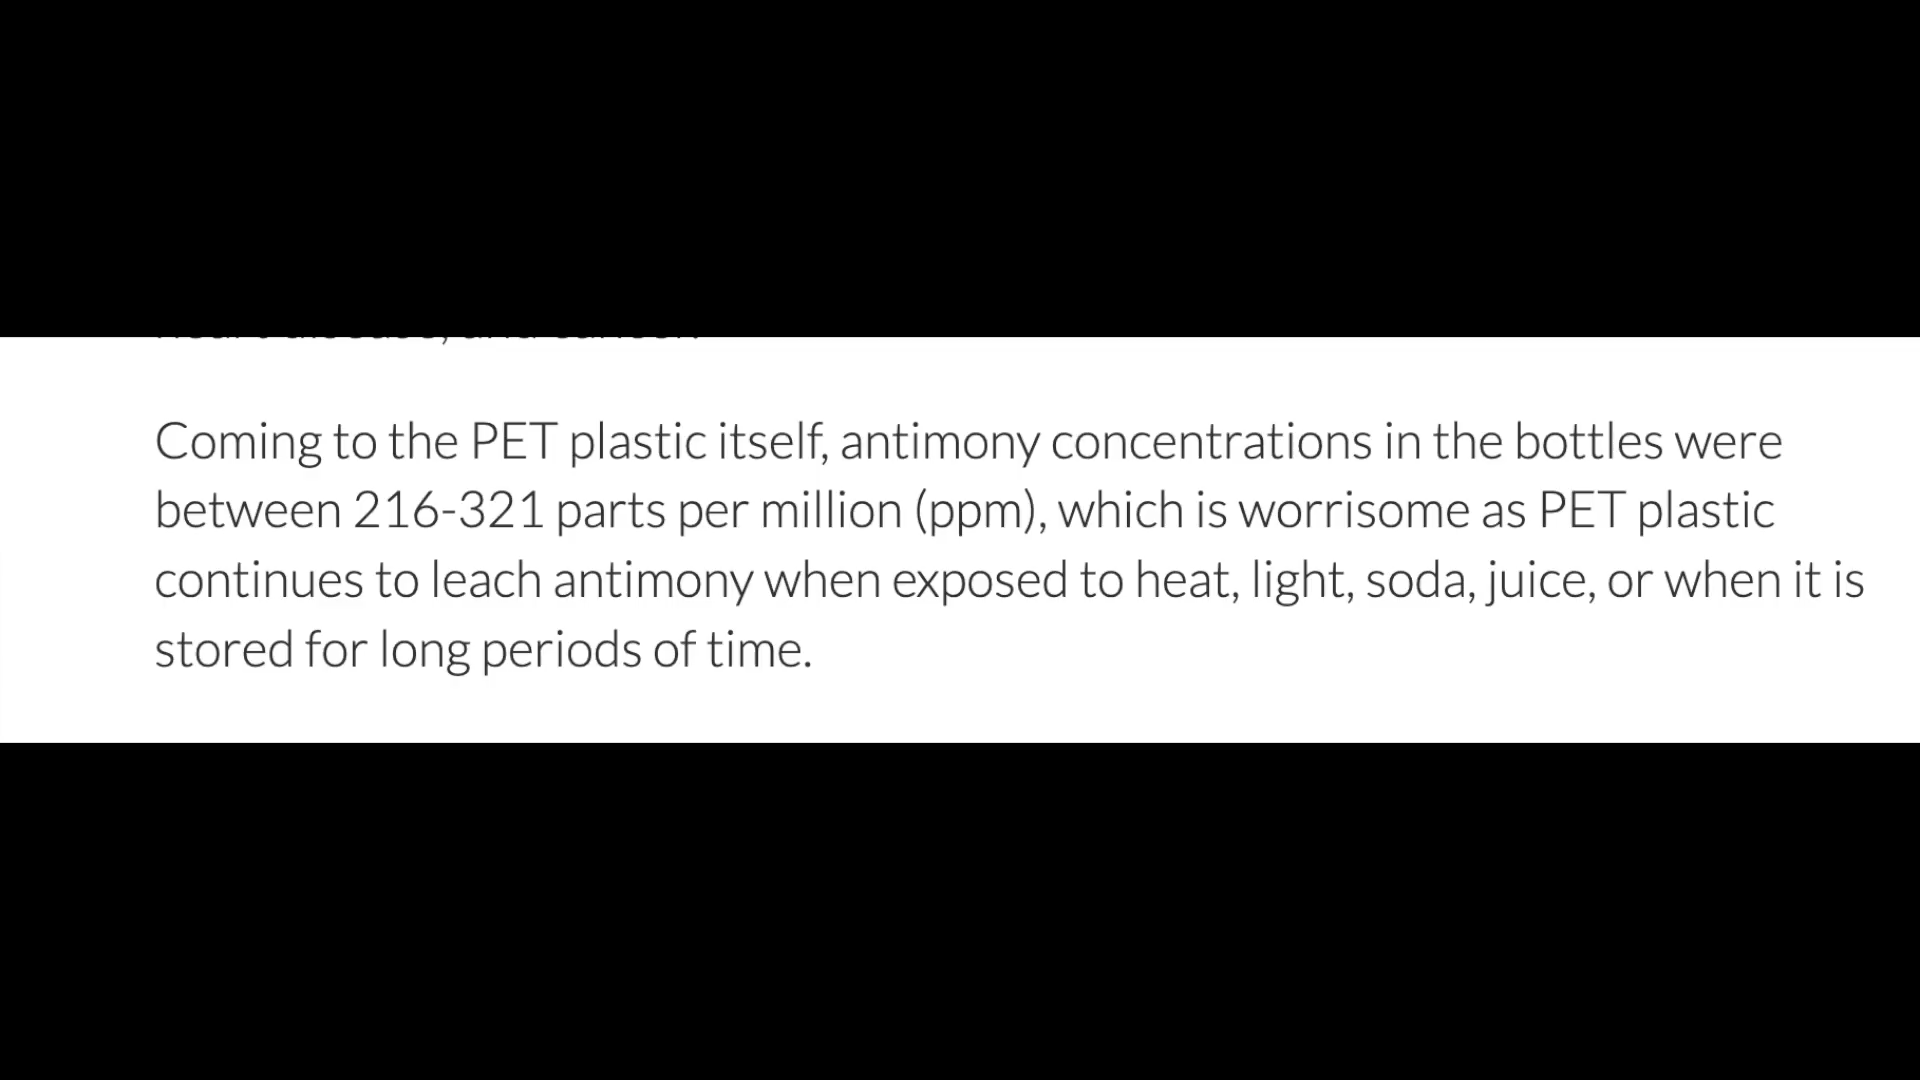 Coming to the PET plastic itself, antimony concentrations in the bottles were
between 216-321 parts per million (ppm), which is worrisome as PET plastic
continues to leach antimony when exposed to heat, light, soda, juice, or when it is
stored for long periods of time.